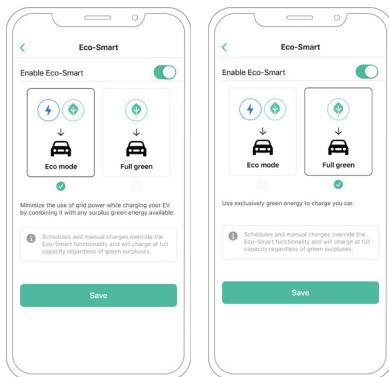 Eco-Smart
Enable Eco-Smart
Eco mode
Full green
Minimize the use of grid power while charging your EV
by combining it with any surplus green energy available.
Schedules and manual charges override the
Eco-Smart functionality and will charge at full
capacity regardless of green surpluses.
Save
Eco-Smart
Enable Eco-Smart
Eco mode
Full green
Use exclusively green energy to charge you car.
Schedules and manual charges override the
Eco-Smart functionality and will charge at full
capacity regardless of green surpluses.
Save